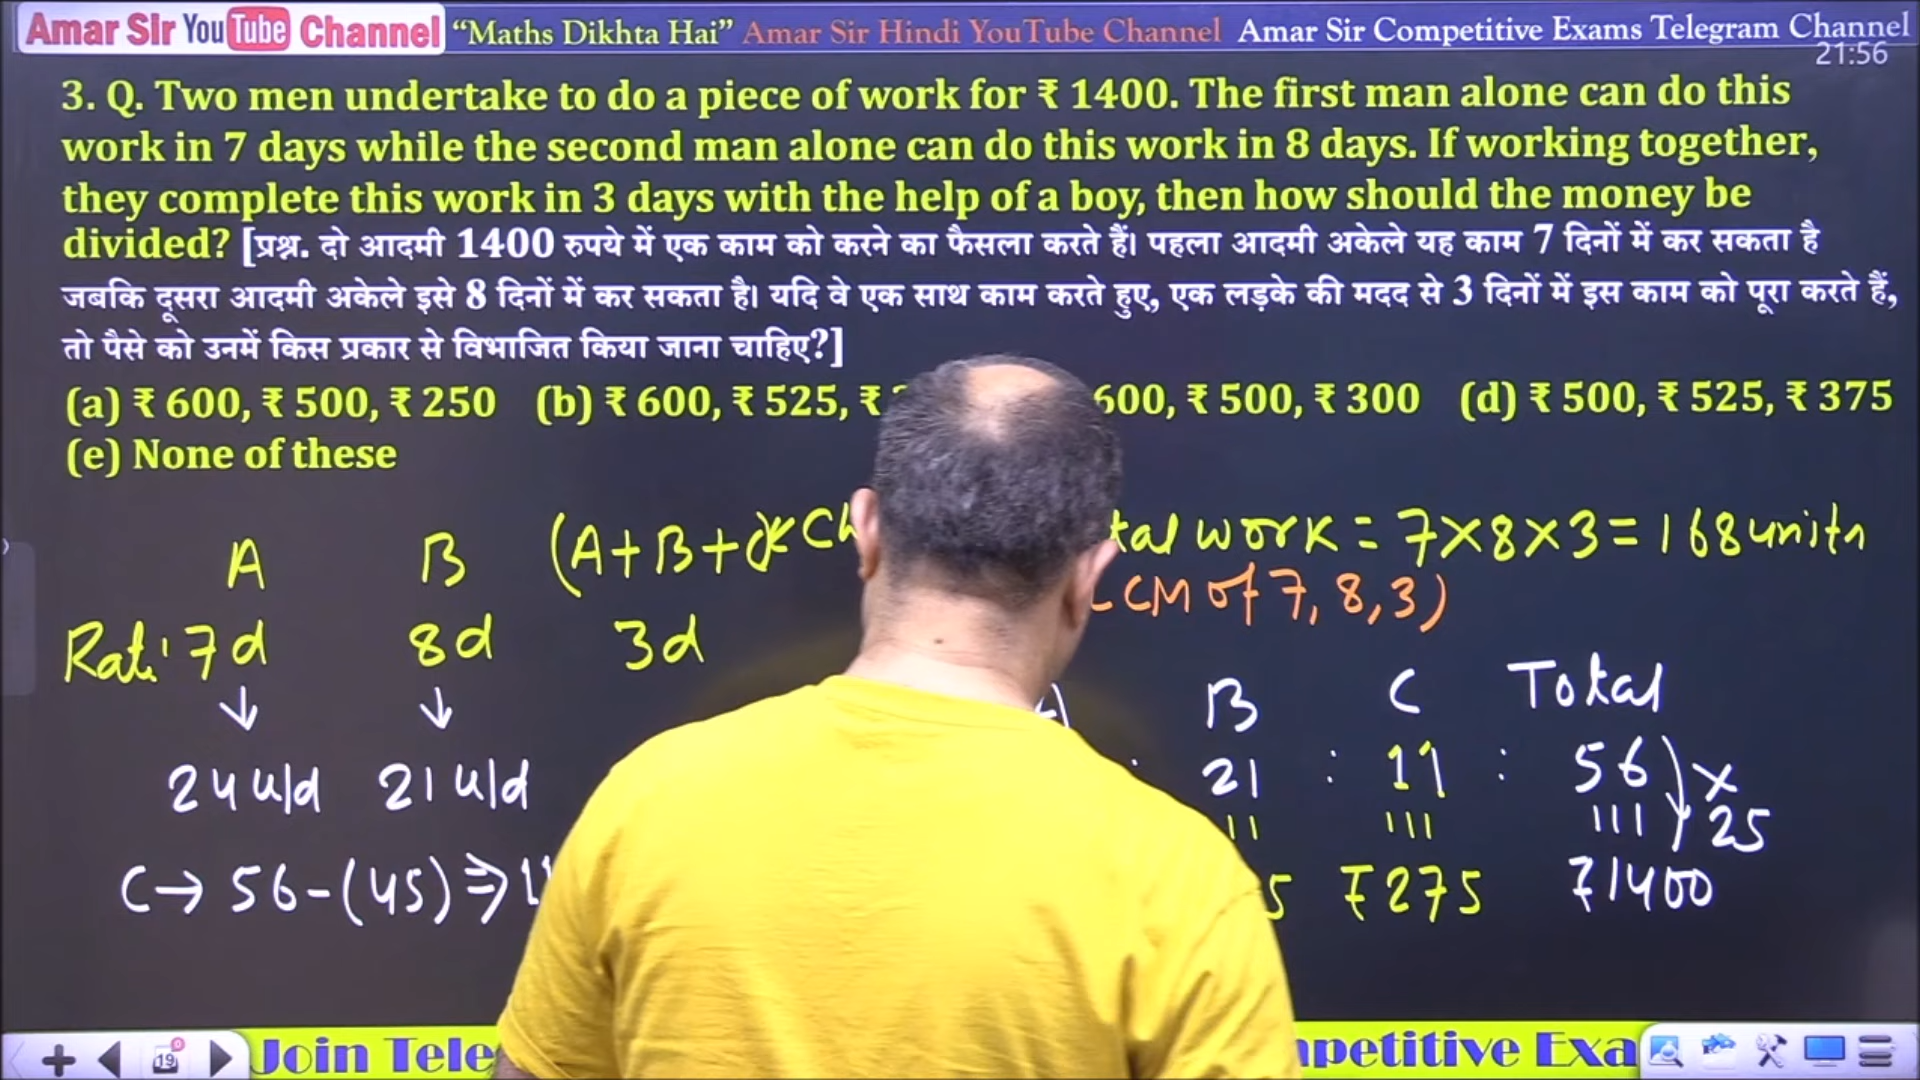 Amar Sir YouTube Channel "Maths Dikhta Hai" Amar Sir Hindi YouTube Channel Amar Sir Competitive Exams Telegram Channel
21:56
3. Q. Two men undertake to do a piece of work for ₹ 1400. The first man alone can do this
work in 7 days while the second man alone can do this work in 8 days. If working together,
they complete this work in 3 days with the help of a boy, then how should the money be
divided? [प्रश्न. दो आदमी 1400 रुपये में एक काम को करने का फैसला करते हैं। पहला आदमी अकेले यह काम 7 दिनों में कर सकता है
जबकि दूसरा आदमी अकेले इसे 8 दिनों में कर सकता है। यदि वे एक साथ काम करते हुए, एक लड़के की मदद से 3 दिनों में इस काम को पूरा करते हैं,
तो पैसे को उनमें किस प्रकार से विभाजित किया जाना चाहिए?]
(a) ₹ 600, ₹ 500, ₹ 250 (b) ₹ 600, ₹ 525, ₹ 600, ₹ 500, ₹ 300 (d) ₹ 500, ₹ 525, ₹ 375
(e) None of these
A B (A+B+C) work = 7×8×3 = 168 units
LCM of 7, 8, 3)
7d 8d 3d
B C Total
24 u/d 21 u/d 21 : 11 : 56 ) ×
25
C → 56 - (45) ⇒ ₹275 ₹1400
19
Join